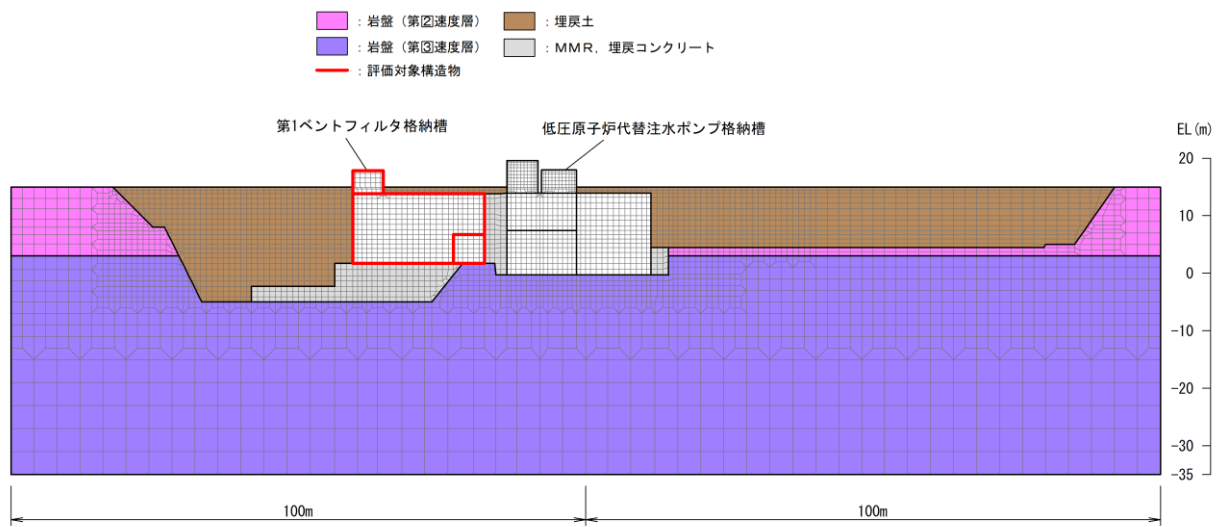 ：岩盤（第②速度層）
：埋戻土
：岩盤（第③速度層）
：ＭＭＲ，埋戻コンクリート
：評価対象構造物
第1ベントフィルタ格納槽
低圧原子炉代替注水ポンプ格納槽
EL(m)
20
10
0
-10
-20
-30
-35
100m
100m